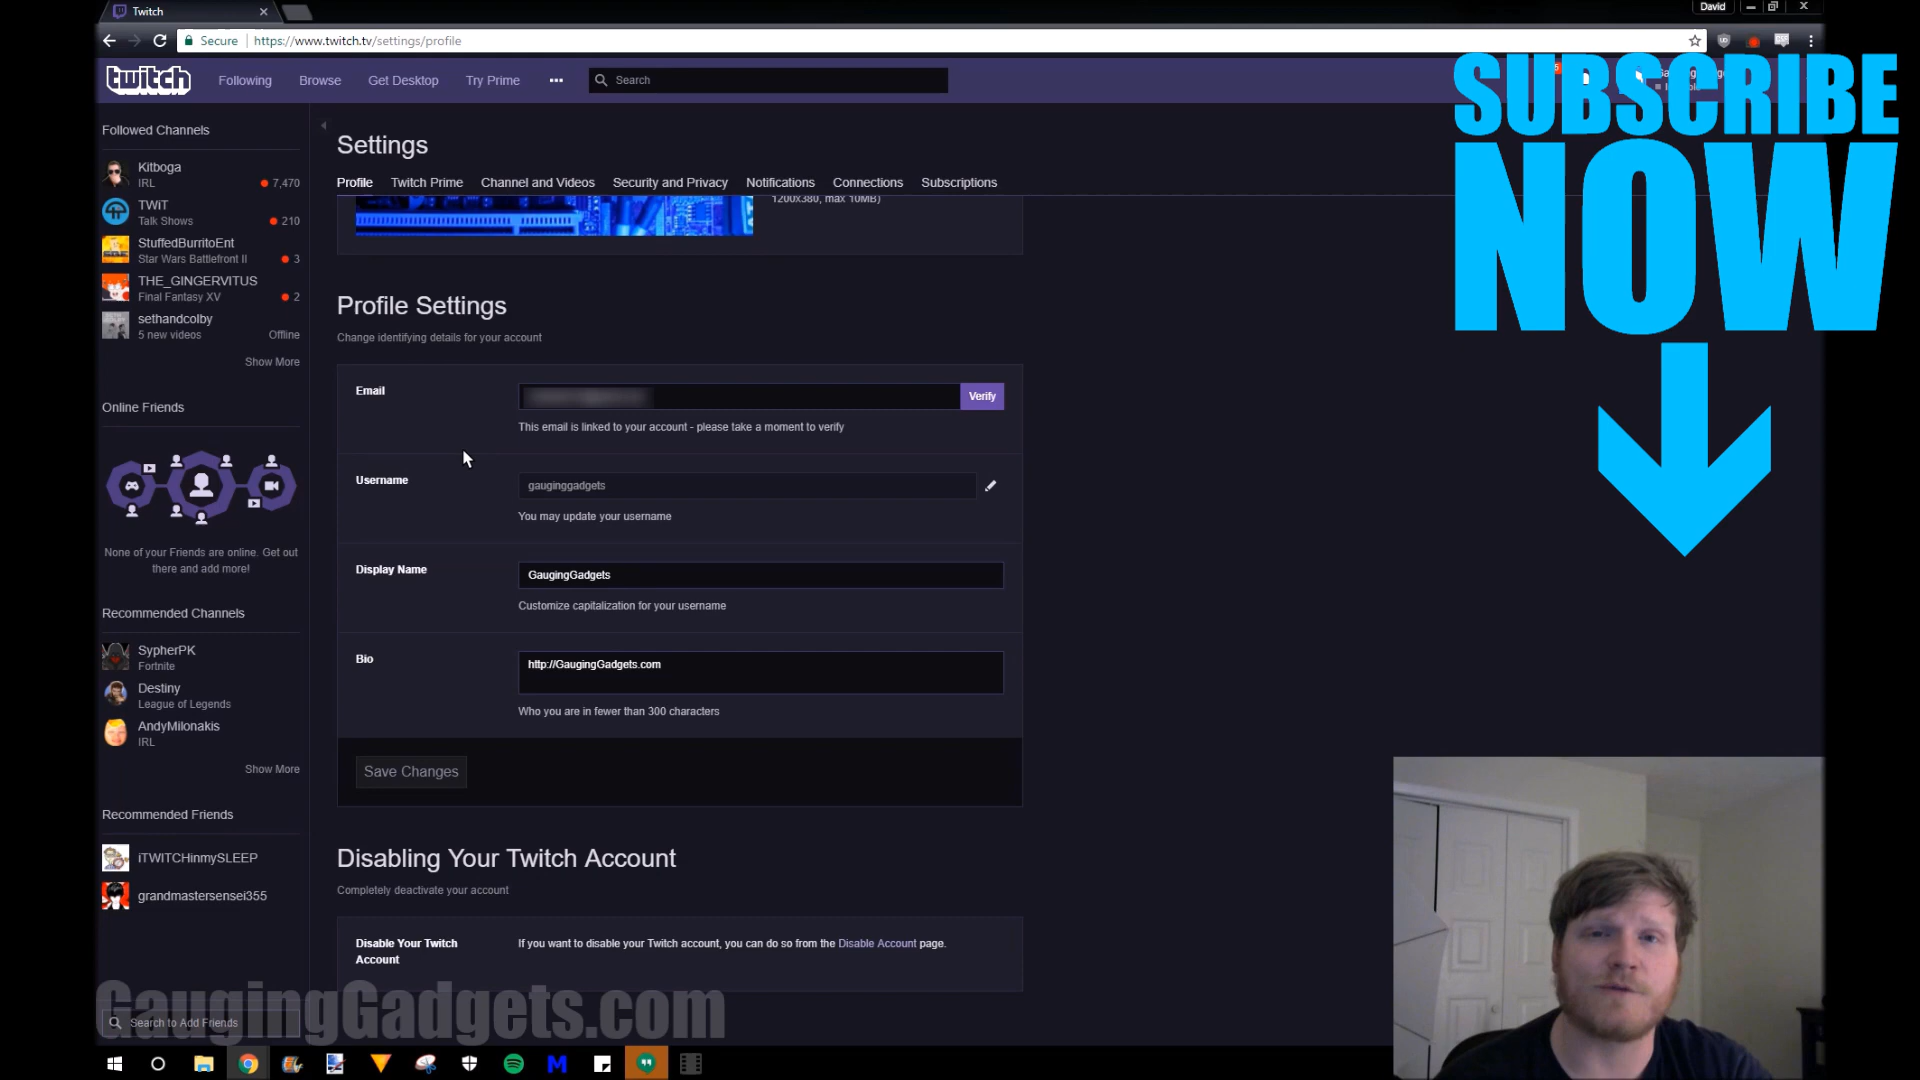 Twitch
David
Secure
https://www.twitch.tv/settings/profile
twitch
Following
Browse
Get Desktop
Try Prime
Search
SUBSCRIBE
NOW
Followed Channels
Kitboga
IRL
7,470
TWiT
Talk Shows
210
StuffedBurritoEnt
Star Wars Battlefront II
3
THE_GINGERVITUS
Final Fantasy XV
2
sethandcolby
5 new videos
Offline
Show More
Online Friends
None of your Friends are online. Get out
there and add more!
Recommended Channels
SypherPK
Fortnite
Destiny
League of Legends
AndyMilonakis
IRL
Show More
Recommended Friends
iTWITCHinmySLEEP
grandmastersensei355
Search to Add Friends
Settings
Profile
Twitch Prime
Channel and Videos
Security and Privacy
Notifications
Connections
Subscriptions
1200x380, max 10MB)
Profile Settings
Change identifying details for your account
Email
Verify
This email is linked to your account - please take a moment to verify
Username
gauginggadgets
You may update your username
Display Name
GaugingGadgets
Customize capitalization for your username
Bio
http://GaugingGadgets.com
Who you are in fewer than 300 characters
Save Changes
Disabling Your Twitch Account
Completely deactivate your account
Disable Your Twitch
Account
If you want to disable your Twitch account, you can do so from the Disable Account page.
GaugingGadgets.com